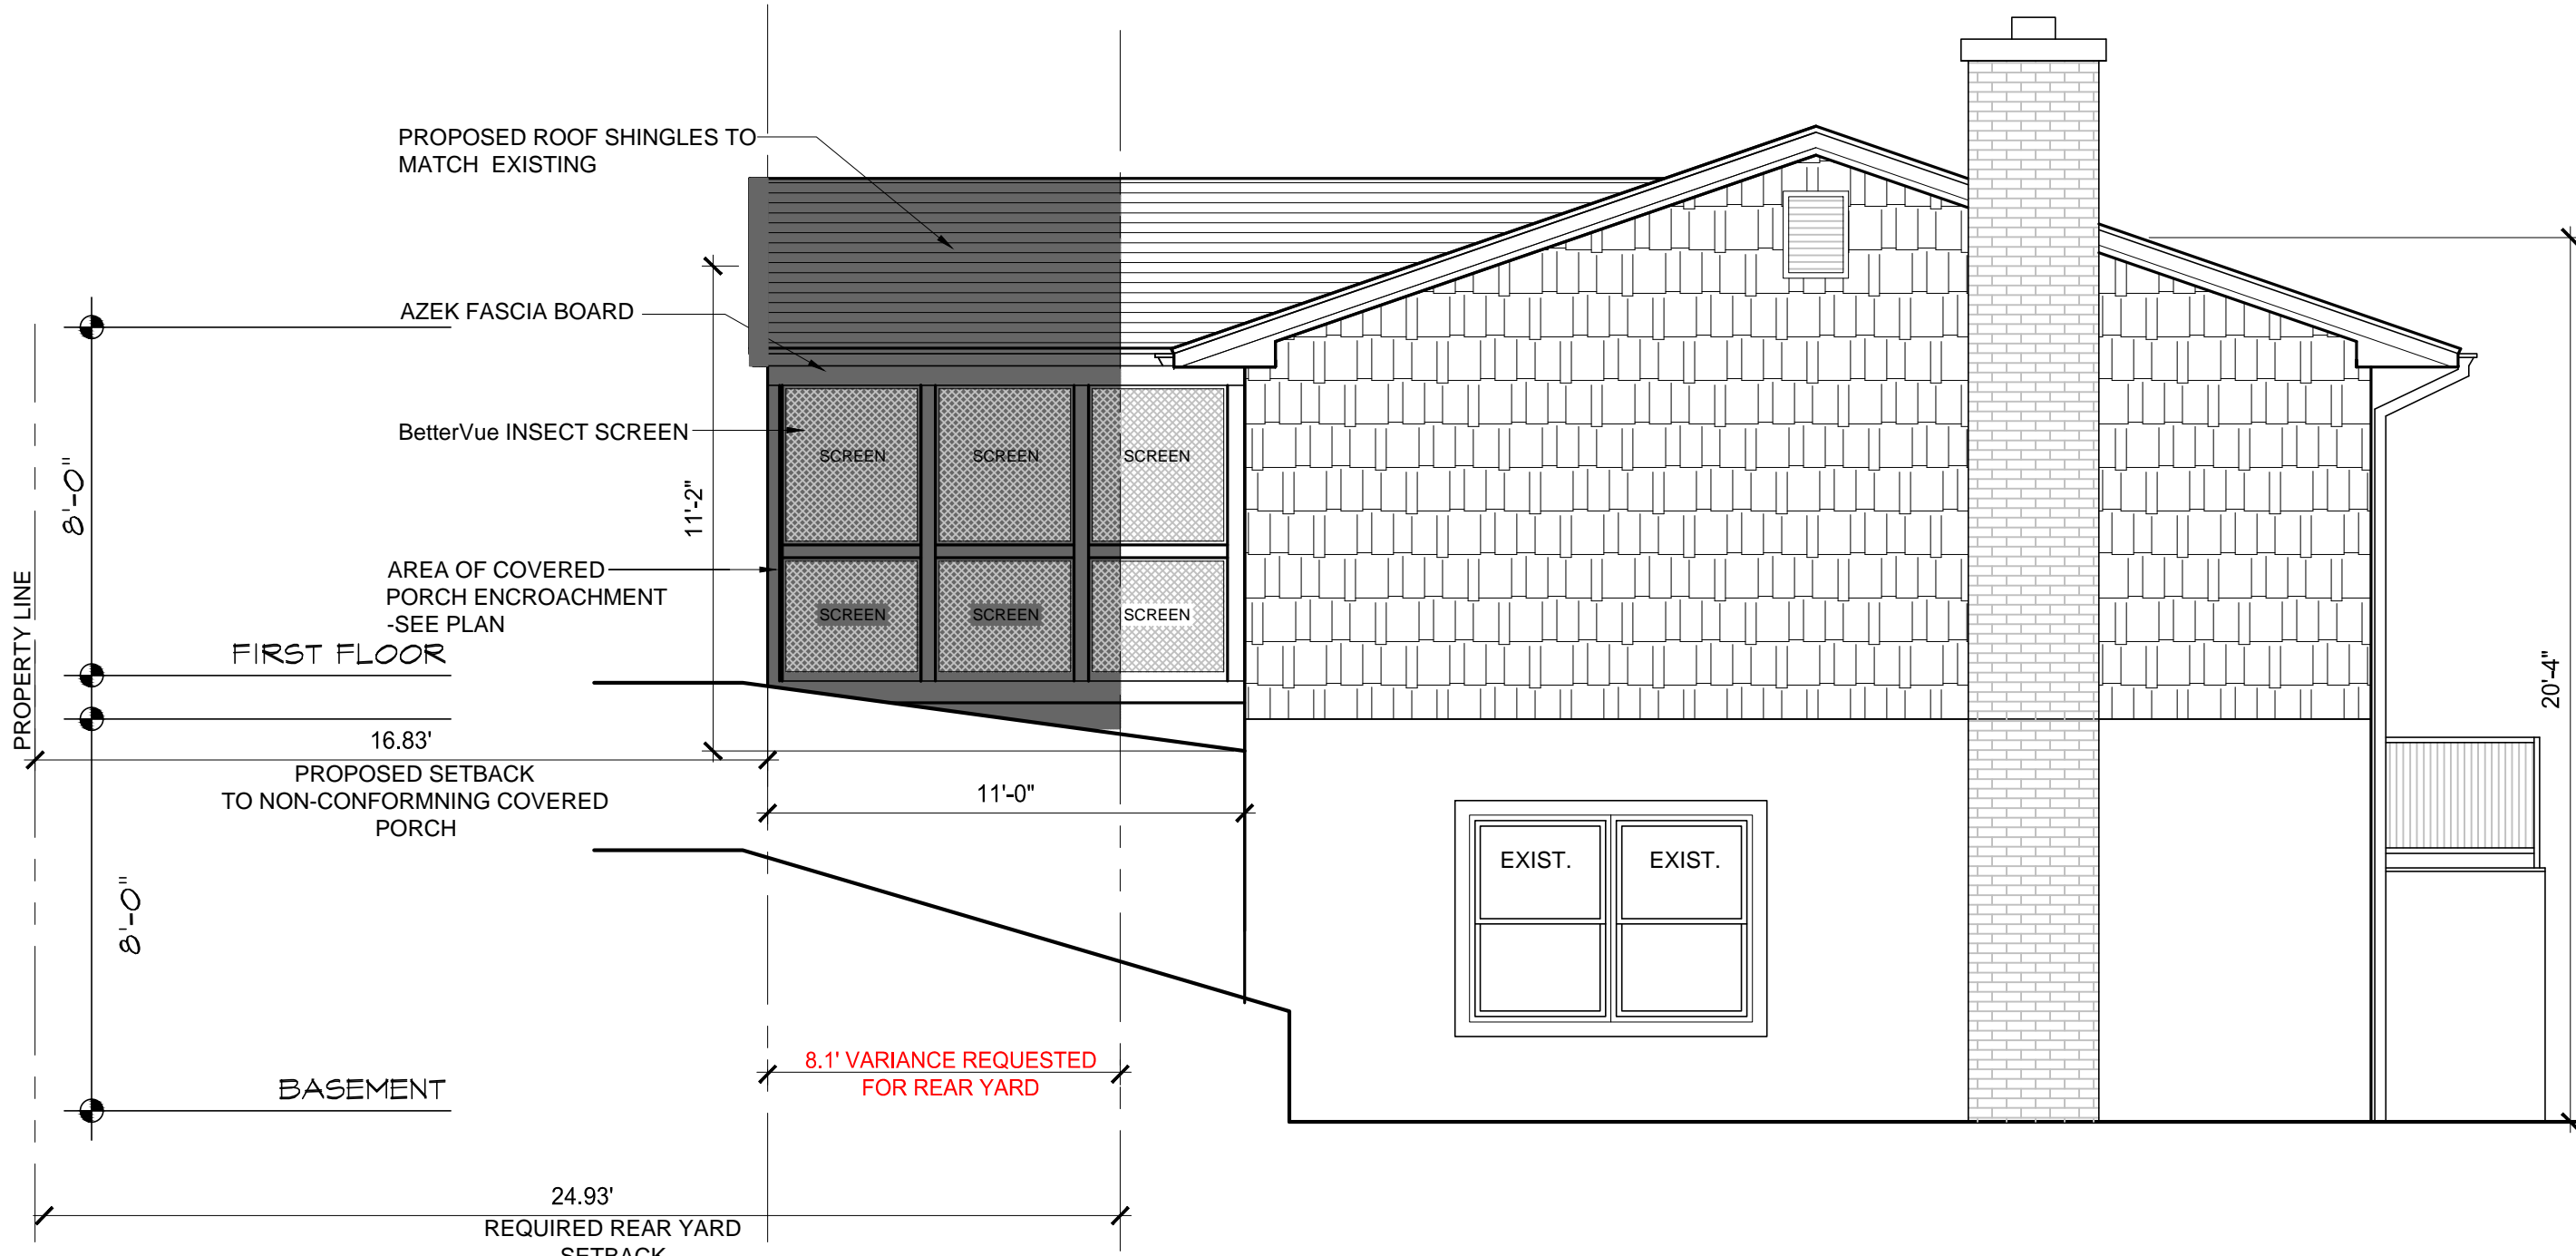 PROPOSED ROOF SHINGLES TO
MATCH EXISTING
AZEK FASCIA BOARD
BetterVue INSECT SCREEN
SCREEN
SCREEN
SCREEN
8'-0"
11'-2"
AREA OF COVERED
PORCH ENCROACHMENT
-SEE PLAN
SCREEN
SCREEN
SCREEN
PROPERTY LINE
FIRST FLOOR
20'-4"
16.83'
PROPOSED SETBACK
TO NON-CONFORMNING COVERED
PORCH
11'-0"
EXIST.
EXIST.
8'-0"
8.1' VARIANCE REQUESTED
FOR REAR YARD
BASEMENT
24.93'
REQUIRED REAR YARD
SETBACK